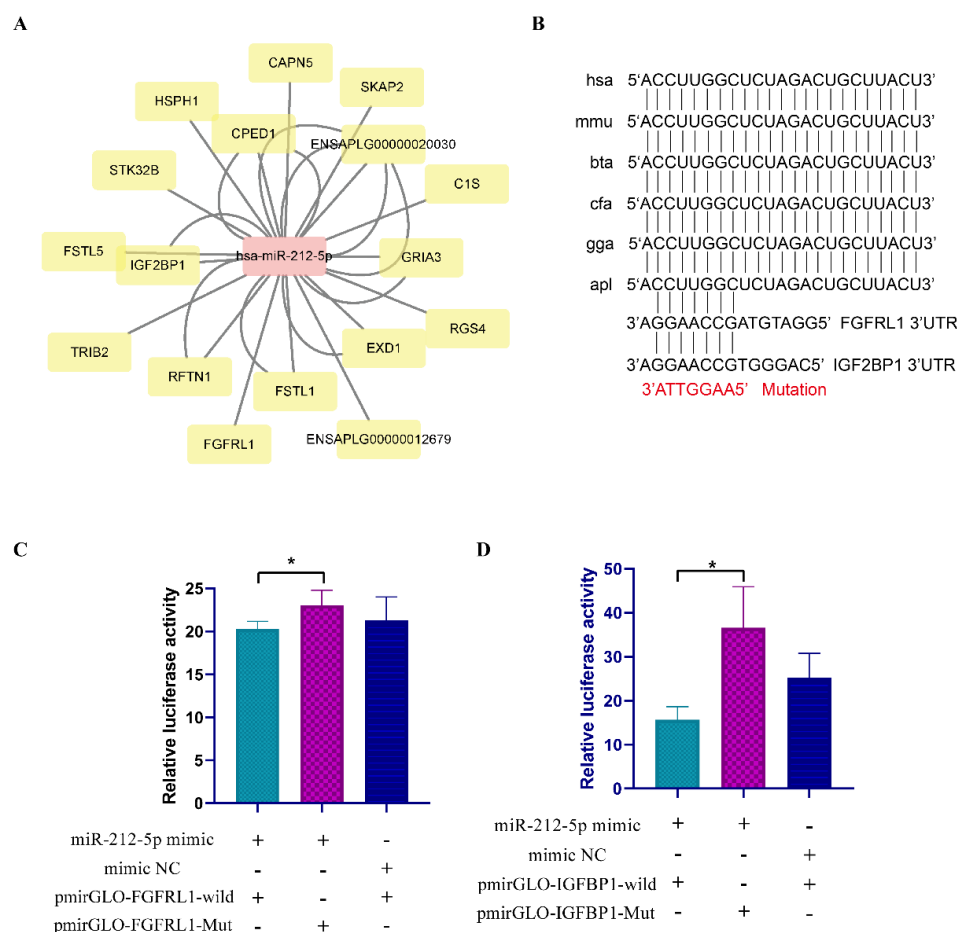 A
CAPN5
SKAP2
HSPH1
CPED1
ENSAPLG00000020030
STK32B
C1S
FSTL5
IGF2BP1
hsa-miR-212-5p
GRIA3
RGS4
TRIB2
EXD1
RFTN1
FSTL1
FGFRL1
ENSAPLG00000012679
B
hsa 5‘ACCUUGGCUCUAGACUGCUUACU3’
mmu 5‘ACCUUGGCUCUAGACUGCUUACU3’
bta 5‘ACCUUGGCUCUAGACUGCUUACU3’
cfa 5‘ACCUUGGCUCUAGACUGCUUACU3’
gga 5‘ACCUUGGCUCUAGACUGCUUACU3’
apl 5‘ACCUUGGCUCUAGACUGCUUACU3’
3’AGGAACCGATGTAGG5’ FGFRL1 3’UTR
3’AGGAACCGTGGGAC5’ IGF2BP1 3’UTR
3’ATTGGAA5’ Mutation
C
Relative luciferase activity
25
20
15
10
5
0
*
miR-212-5p mimic + + -
mimic NC - - +
pmirGLO-FGFRL1-wild + - +
pmirGLO-FGFRL1-Mut - + -
D
Relative luciferase activity
50
40
30
20
10
0
*
miR-212-5p mimic + + -
mimic NC - - +
pmirGLO-IGFBP1-wild + - +
pmirGLO-IGFBP1-Mut - + -